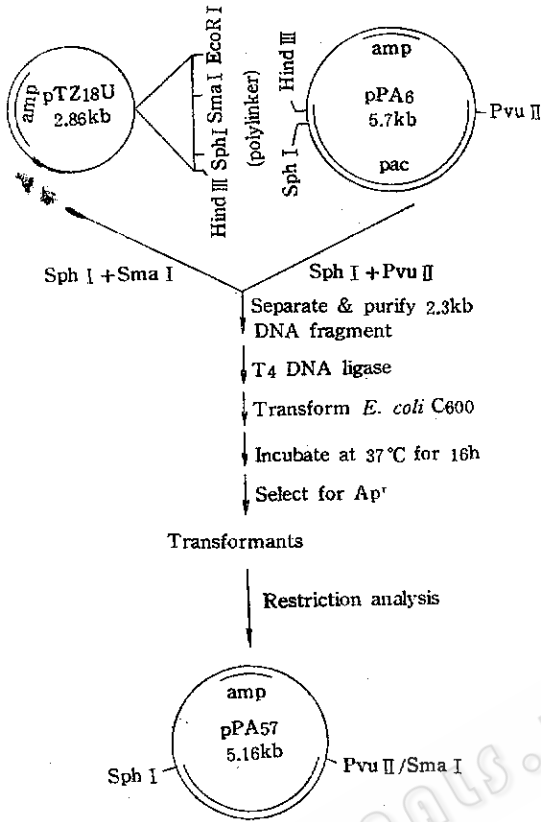 amp
pTZ18U
2.86kb
EcoR I
Sma I
Sph I
Hind III
(polylinker)
Hind III
Sph I
amp
pPA6
5.7kb
pac
Pvu II
Sph I + Sma I
Sph I + Pvu II
Separate & purify 2.3kb
DNA fragment
T4 DNA ligase
Transform E. coli C600
Incubate at 37℃ for 16h
Select for Apʳ
Transformants
Restriction analysis
amp
pPA57
5.16kb
Sph I
Pvu II/Sma I